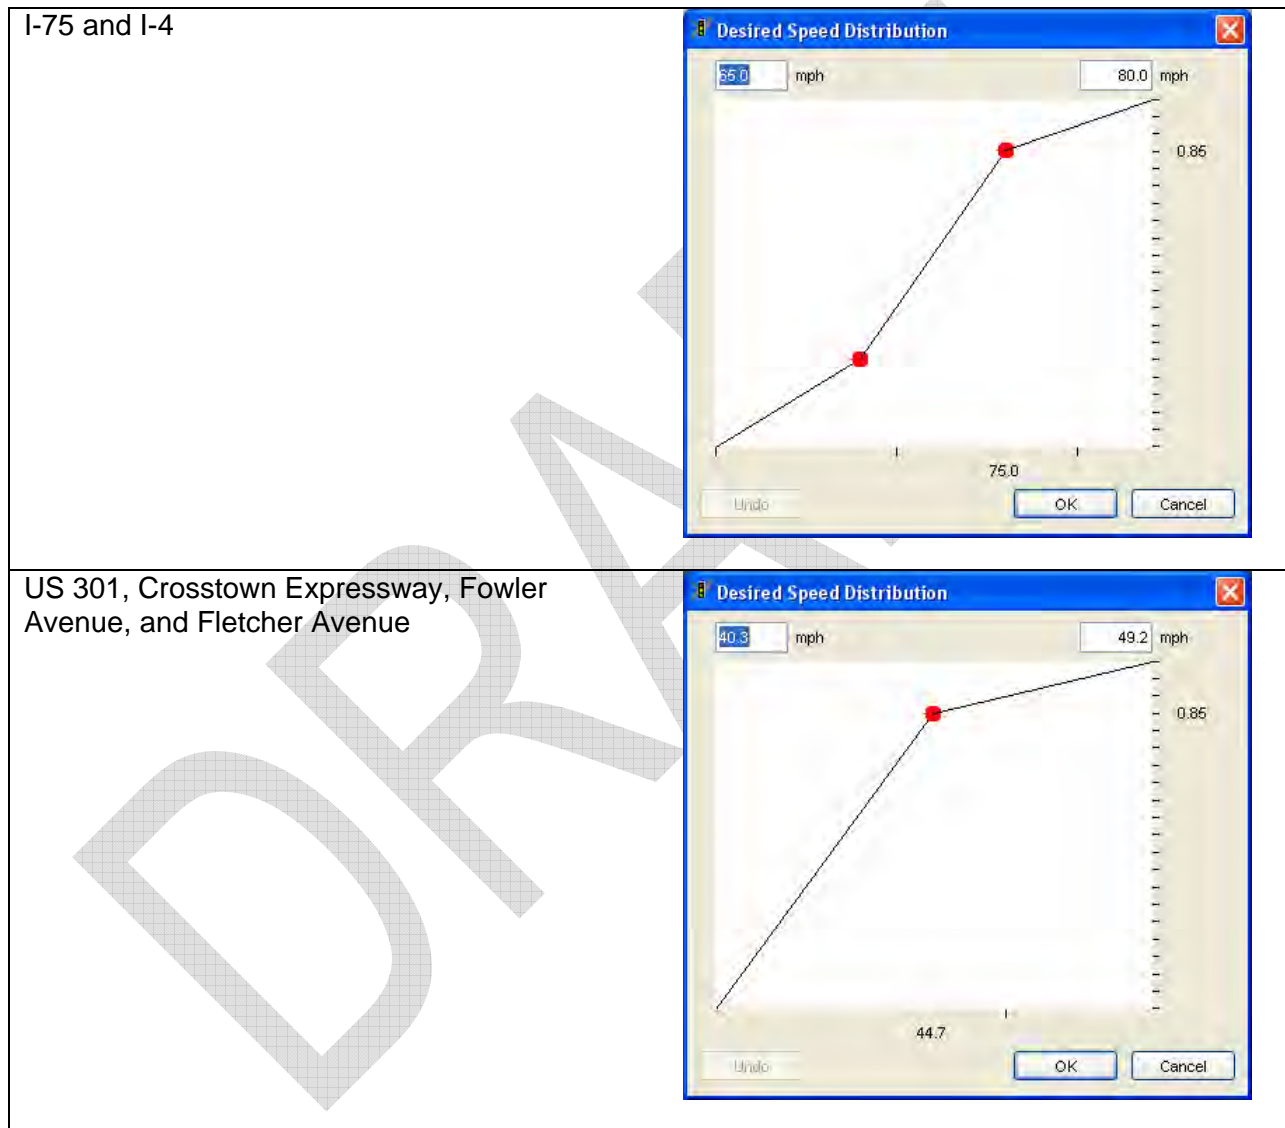 I-75 and I-4
Desired Speed Distribution
65.0 mph 80.0 mph
0.85
75.0
Undo OK Cancel
US 301, Crosstown Expressway, Fowler
Avenue, and Fletcher Avenue
Desired Speed Distribution
40.3 mph 49.2 mph
0.85
44.7
Undo OK Cancel
DRAFT